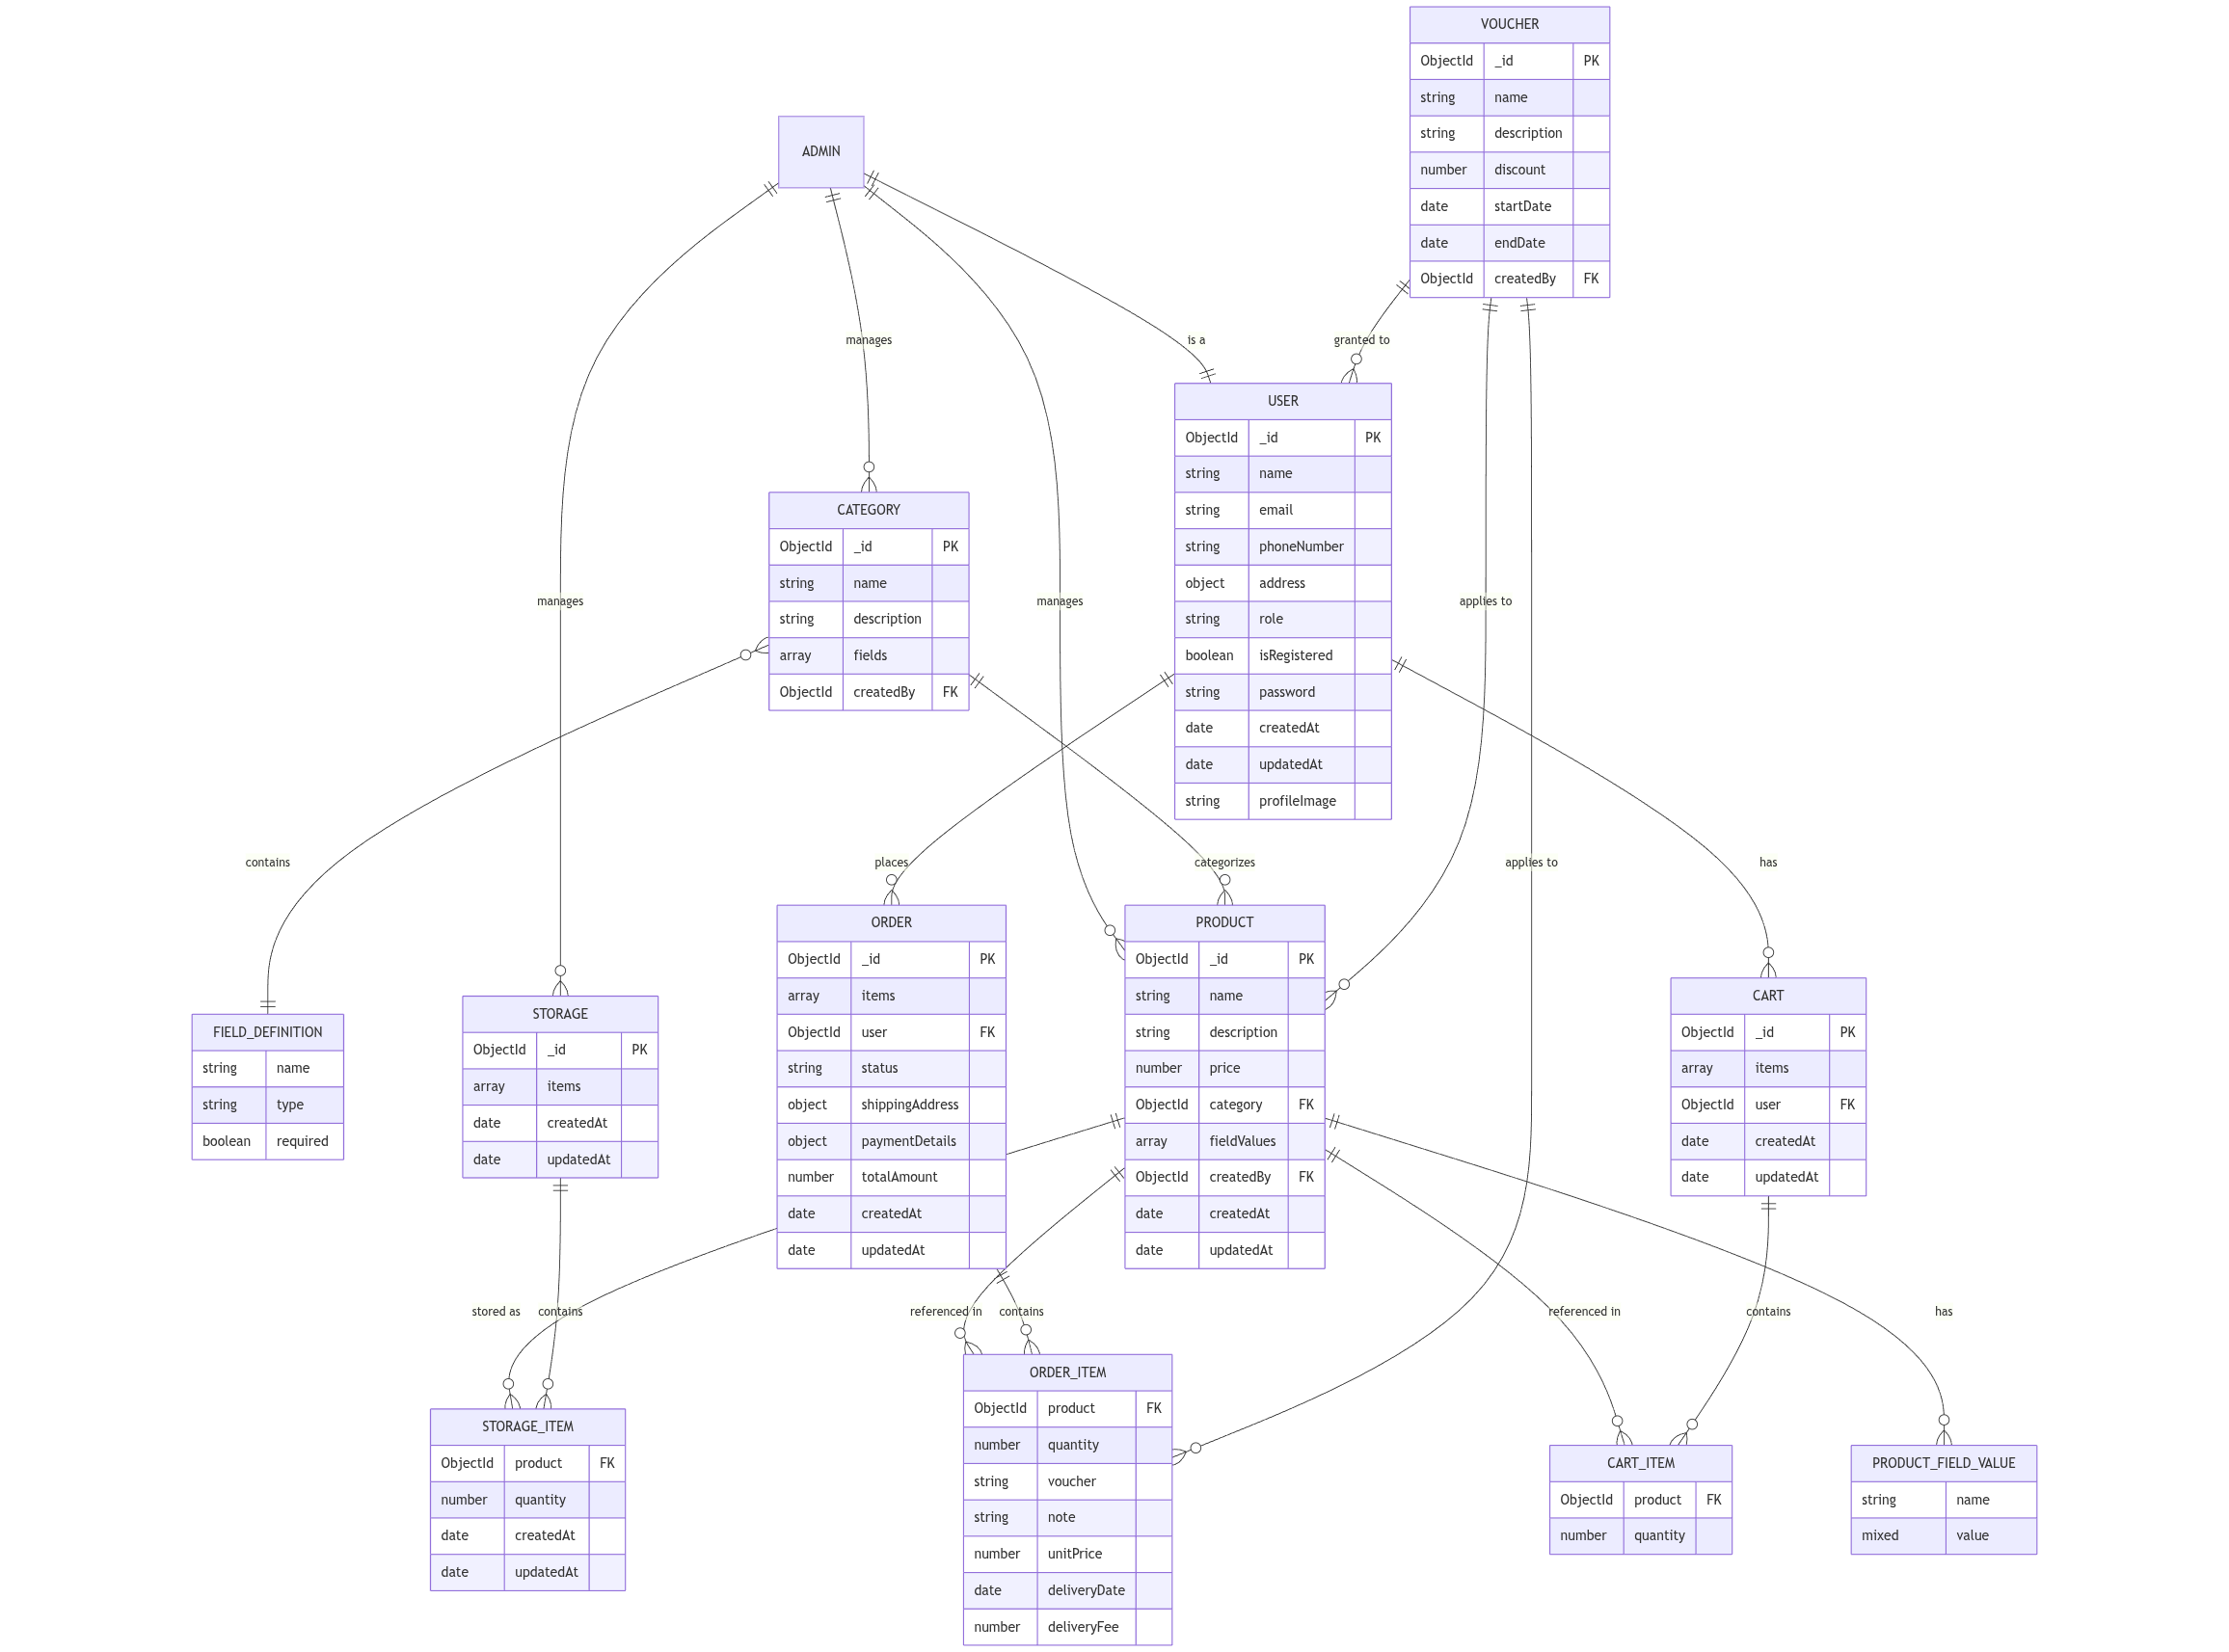 VOUCHER
ObjectId _id PK
string name
string description
number discount
date startDate
date endDate
ObjectId createdBy FK
ADMIN
manages
is a
granted to
USER
ObjectId _id PK
string name
string email
string phoneNumber
object address
string role
boolean isRegistered
string password
date createdAt
date updatedAt
string profileImage
CATEGORY
ObjectId _id PK
string name
string description
array fields
ObjectId createdBy FK
manages
manages
applies to
contains
places
categorizes
applies to
has
ORDER
ObjectId _id PK
array items
ObjectId user FK
string status
object shippingAddress
object paymentDetails
number totalAmount
date createdAt
date updatedAt
PRODUCT
ObjectId _id PK
string name
string description
number price
ObjectId category FK
array fieldValues
ObjectId createdBy FK
date createdAt
date updatedAt
CART
ObjectId _id PK
array items
ObjectId user FK
date createdAt
date updatedAt
STORAGE
ObjectId _id PK
array items
date createdAt
date updatedAt
FIELD_DEFINITION
string name
string type
boolean required
stored as
contains
referenced in
contains
referenced in
contains
has
ORDER_ITEM
ObjectId product FK
number quantity
string voucher
string note
number unitPrice
date deliveryDate
number deliveryFee
STORAGE_ITEM
ObjectId product FK
number quantity
date createdAt
date updatedAt
CART_ITEM
ObjectId product FK
number quantity
PRODUCT_FIELD_VALUE
string name
mixed value